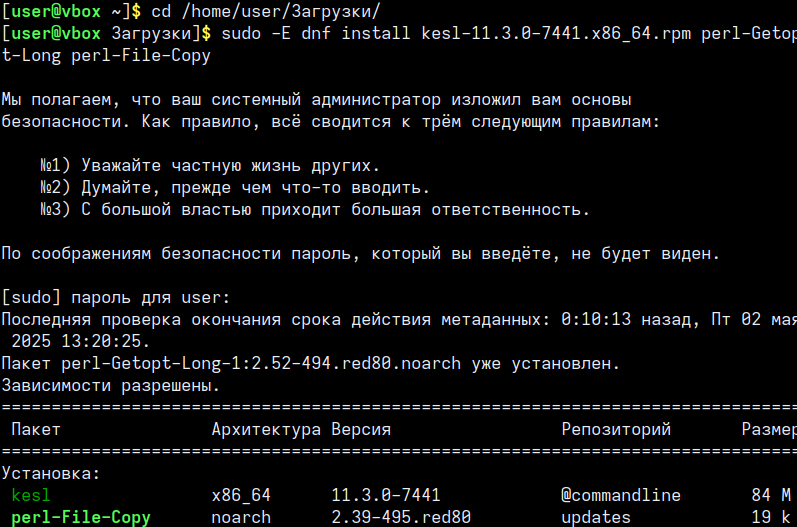 [user@vbox ~]$ cd /home/user/Загрузки/
[user@vbox Загрузки]$ sudo -E dnf install kesl-11.3.0-7441.x86_64.rpm perl-Getop
t-Long perl-File-Copy
Мы полагаем, что ваш системный администратор изложил вам основы
безопасности. Как правило, всё сводится к трём следующим правилам:
№1) Уважайте частную жизнь других.
№2) Думайте, прежде чем что-то вводить.
№3) С большой властью приходит большая ответственность.
По соображениям безопасности пароль, который вы введёте, не будет виден.
[sudo] пароль для user:
Последняя проверка окончания срока действия метаданных: 0:10:13 назад, Пт 02 мая
2025 13:20:25.
Пакет perl-Getopt-Long-1:2.52-494.red80.noarch уже установлен.
Зависимости разрешены.
================================================================================
Пакет Архитектура Версия Репозиторий Размер
================================================================================
Установка:
kesl x86_64 11.3.0-7441 @commandline 84 M
perl-File-Copy noarch 2.39-495.red80 updates 19 k